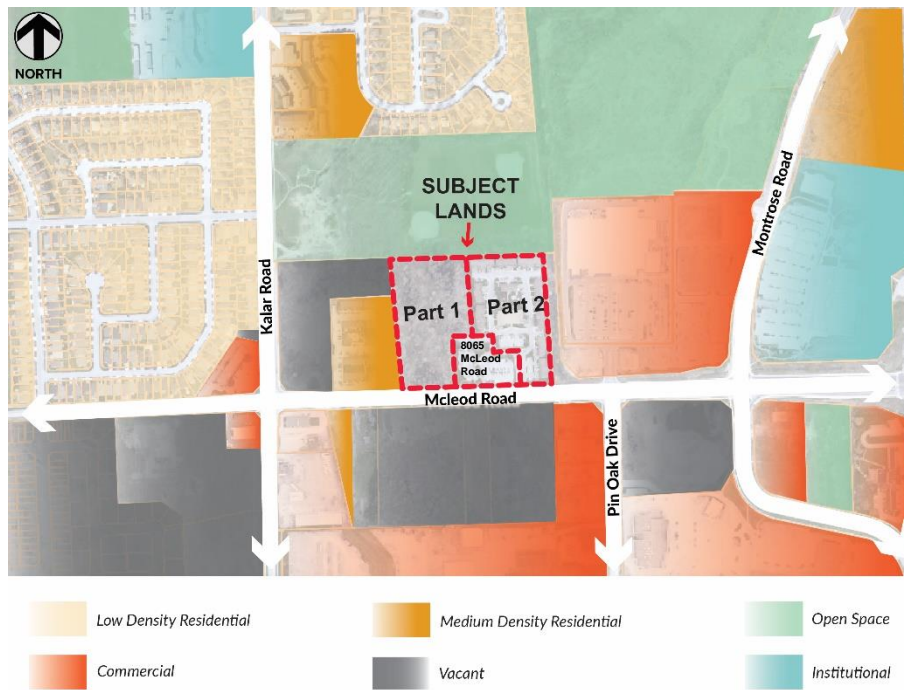 NORTH
Kalar Road
Montrose Road
SUBJECT
LANDS
Part 1
Part 2
8065
McLeod
Road
Mcleod Road
Pin Oak Drive
Low Density Residential
Medium Density Residential
Open Space
Commercial
Vacant
Institutional